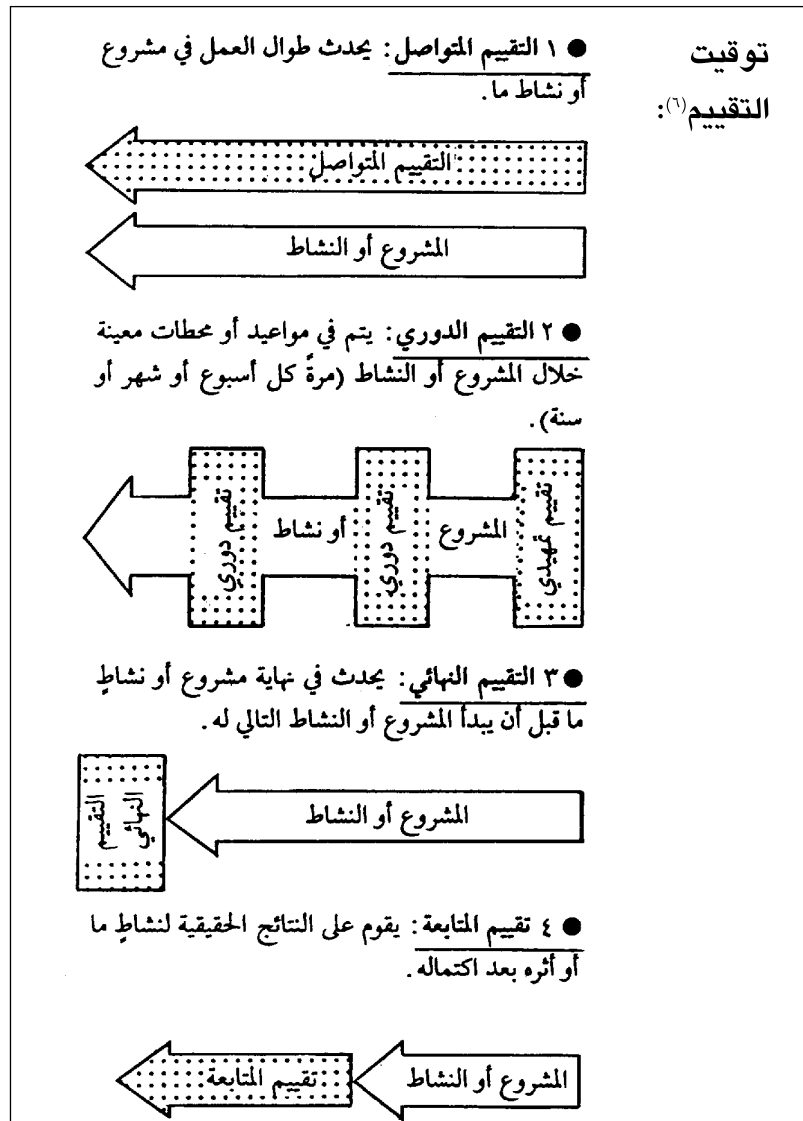 توقيت
التقييم(٦):
● ١ التقييم المتواصل: يحدث طوال العمل في مشروع
أو نشاط ما.
التقييم المتواصل
المشروع أو النشاط
● ٢ التقييم الدوري: يتم في مواعيد أو محطات معينة
خلال المشروع أو النشاط (مرةً كل أسبوع أو شهر أو
سنة).
تقييم تمهيدي
المشروع
تقييم دوري
أو نشاط
تقييم دوري
● ٣ التقييم النهائي: يحدث في نهاية مشروع أو نشاطٍ
ما قبل أن يبدأ المشروع أو النشاط التالي له.
المشروع أو النشاط
التقييم
النهائي
● ٤ تقييم المتابعة: يقوم على النتائج الحقيقية لنشاطٍ ما
أو أثره بعد اكتماله.
المشروع أو النشاط
تقييم المتابعة